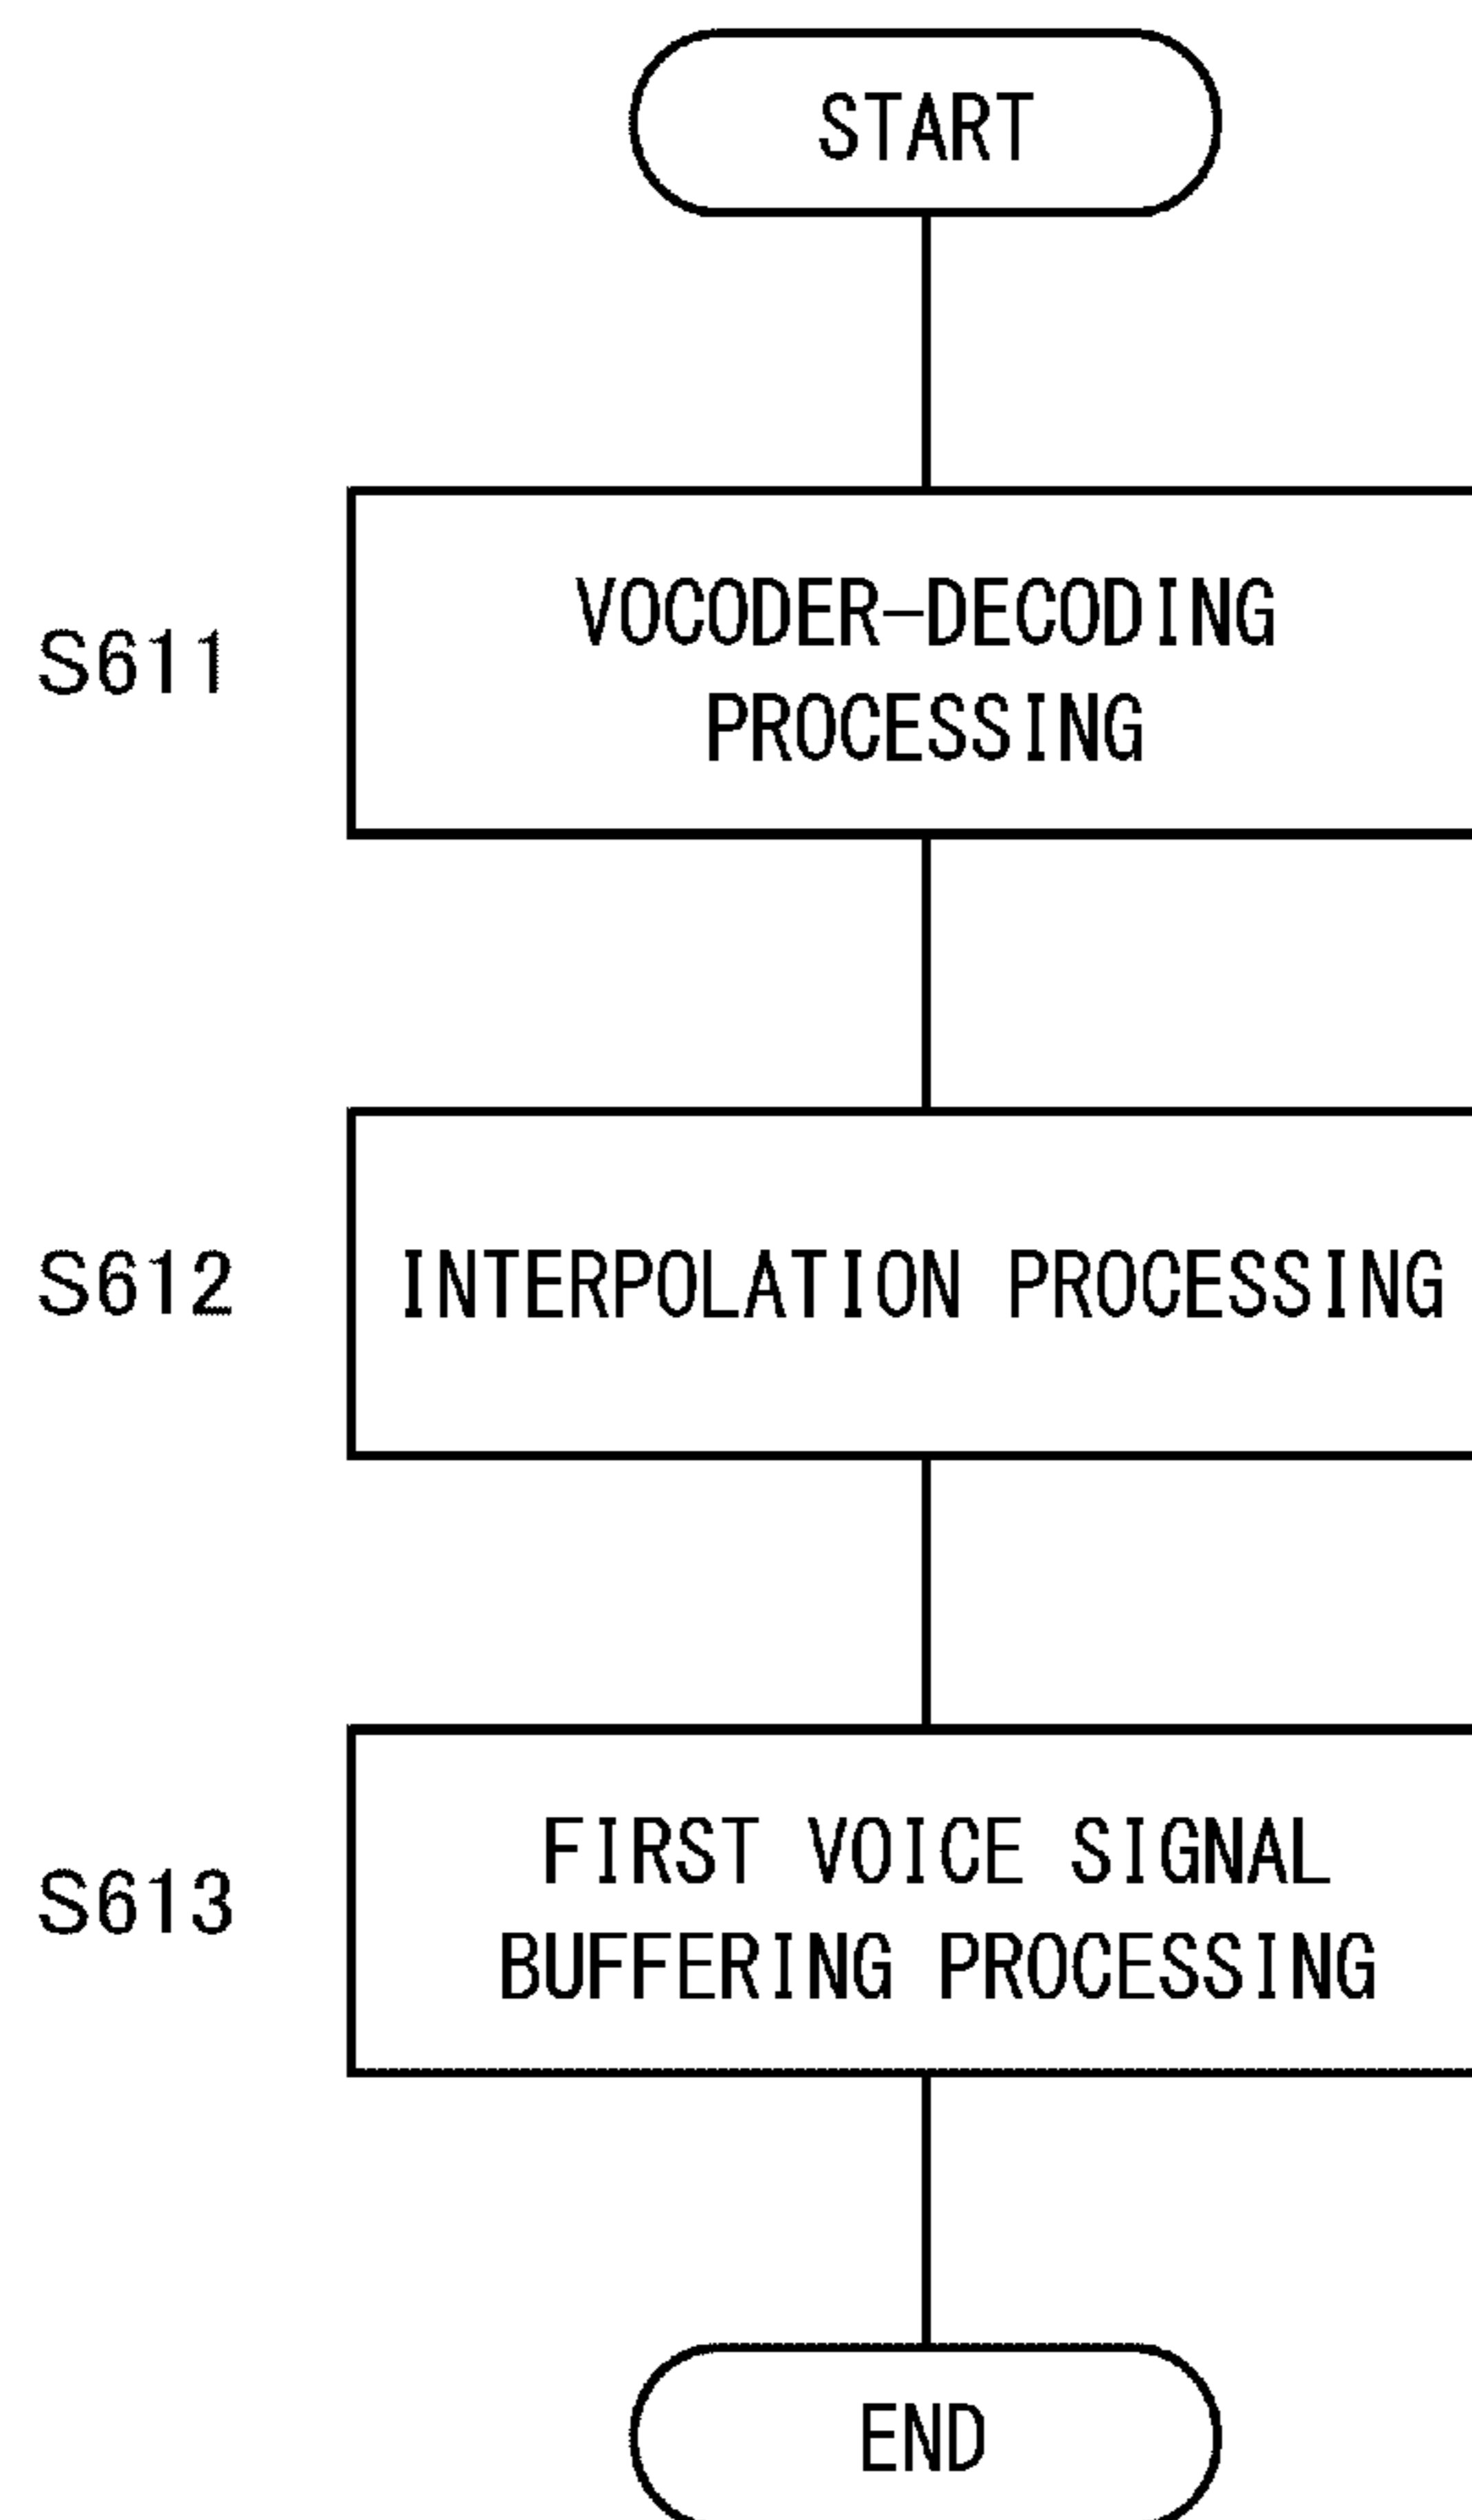 START
S611
VOCODER-DECODING
PROCESSING
S612
INTERPOLATION PROCESSING
S613
FIRST VOICE SIGNAL
BUFFERING PROCESSING
END